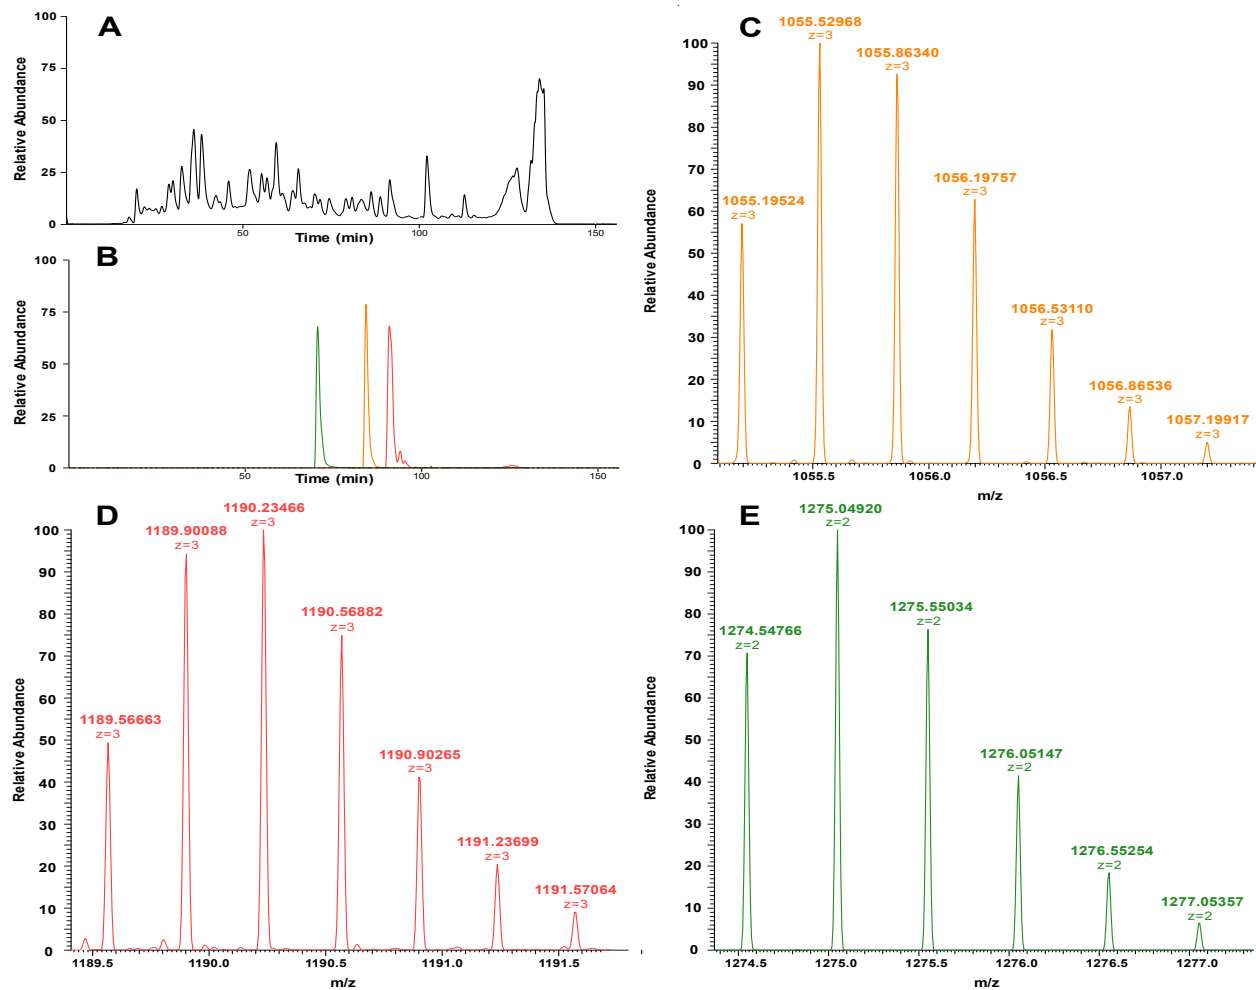 A
100
75
50
25
0
Relative Abundance
50
100
150
Time (min)
B
100
75
50
25
0
Relative Abundance
50
100
150
Time (min)
C
1055.52968
z=3
1055.86340
z=3
1056.19757
z=3
1055.19524
z=3
1056.53110
z=3
1056.86536
z=3
1057.19917
z=3
100
90
80
70
60
50
40
30
20
10
0
Relative Abundance
1055.5
1056.0
1056.5
1057.0
m/z
D
1190.23466
z=3
1189.90088
z=3
1190.56882
z=3
1189.56663
z=3
1190.90265
z=3
1191.23699
z=3
1191.57064
z=3
100
90
80
70
60
50
40
30
20
10
0
Relative Abundance
1189.5
1190.0
1190.5
1191.0
1191.5
m/z
E
1275.04920
z=2
1275.55034
z=2
1274.54766
z=2
1276.05147
z=2
1276.55254
z=2
1277.05357
z=2
100
90
80
70
60
50
40
30
20
10
0
Relative Abundance
1274.5
1275.0
1275.5
1276.0
1276.5
1277.0
m/z